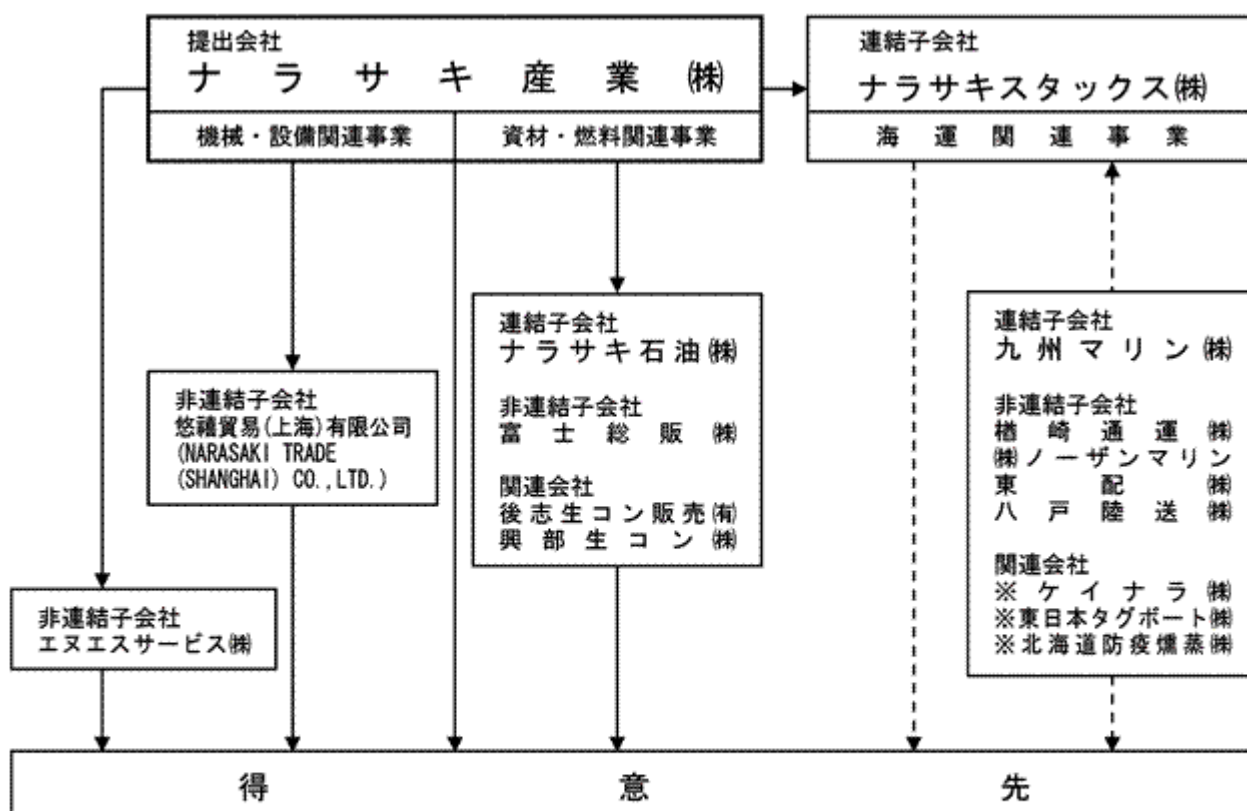 提出会社
ナラサキ産業㈱
機械・設備関連事業
資材・燃料関連事業
連結子会社
ナラサキスタックス㈱
海運関連事業
連結子会社
ナラサキ石油㈱
非連結子会社
富士総販㈱
関連会社
後志生コン販売㈲
興部生コン㈱
連結子会社
九州マリン㈱
非連結子会社
楢崎通運㈱
㈱ノーザンマリン
東配㈱
八戸陸送㈱
関連会社
※ケイナラ㈱
※東日本タグボート㈱
※北海道防疫燻蒸㈱
非連結子会社
悠禧貿易(上海)有限公司
(NARASAKI TRADE
(SHANGHAI) CO.,LTD.)
非連結子会社
エヌエスサービス㈱
得意先